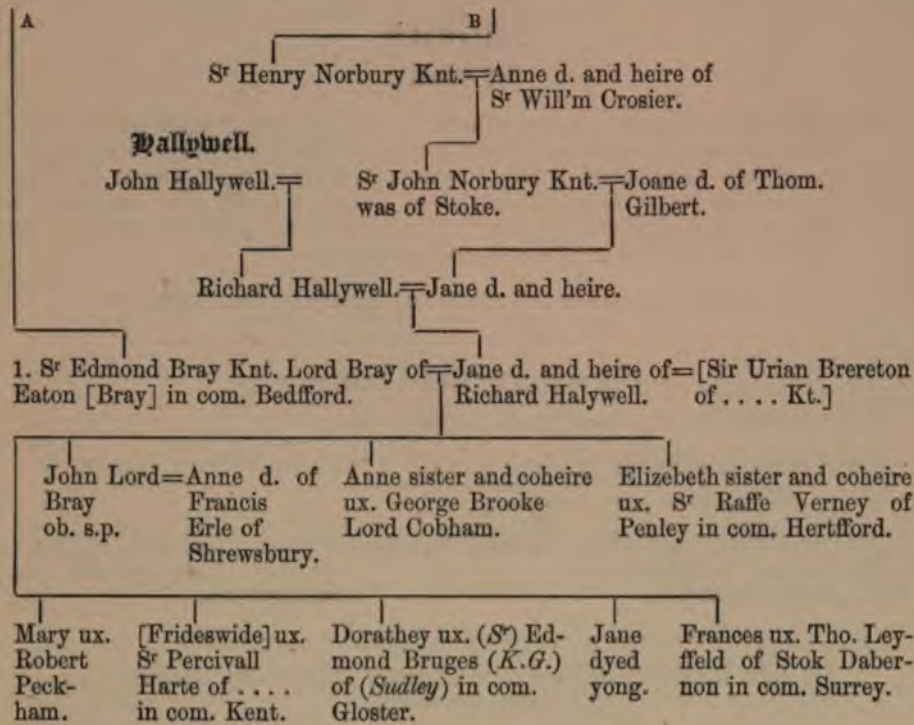 A B
Sr Henry Norbury Knt.=Anne d. and heire of
Sr Will'm Crosier.
Hallywell.
John Hallywell.=
Sr John Norbury Knt.=Joane d. of Thom.
was of Stoke. Gilbert.
Richard Hallywell.=Jane d. and heire.
1. Sr Edmond Bray Knt. Lord Bray of=Jane d. and heire of=[Sir Urian Brereton
Eaton [Bray] in com. Bedfford. Richard Halywell. of . . . . Kt.]
John Lord=Anne d. of
Bray Francis
ob. s.p. Erle of
Shrewsbury.
Anne sister and coheire
ux. George Brooke
Lord Cobham.
Elizebeth sister and coheire
ux. Sr Raffe Verney of
Penley in com. Hertfford.
Mary ux.
Robert
Peck-
ham.
[Frideswide] ux.
Sr Percivall
Harte of . . . .
in com. Kent.
Dorathey ux. (Sr) Ed-
mond Bruges (K.G.)
of (Sudley) in com.
Gloster.
Jane
dyed
yong.
Frances ux. Tho. Ley-
ffeld of Stok Daber-
non in com. Surrey.